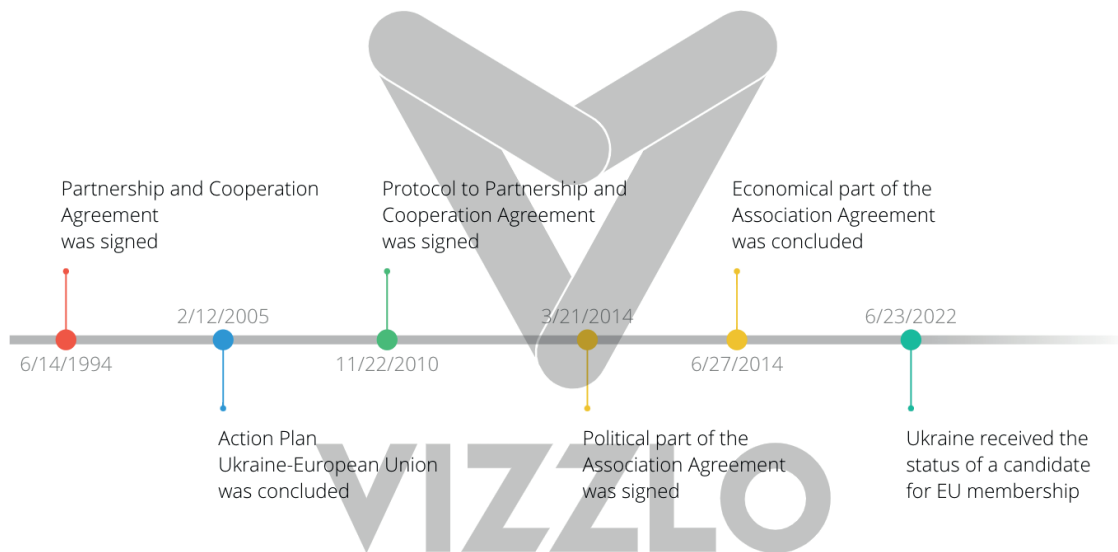 Partnership and Cooperation
Agreement
was signed
Protocol to Partnership and
Cooperation Agreement
was signed
Economical part of the
Association Agreement
was concluded
2/12/2005
3/21/2014
6/23/2022
6/14/1994
11/22/2010
6/27/2014
Action Plan
Ukraine-European Union
was concluded
Political part of the
Association Agreement
was signed
Ukraine received the
status of a candidate
for EU membership
VIZZLO